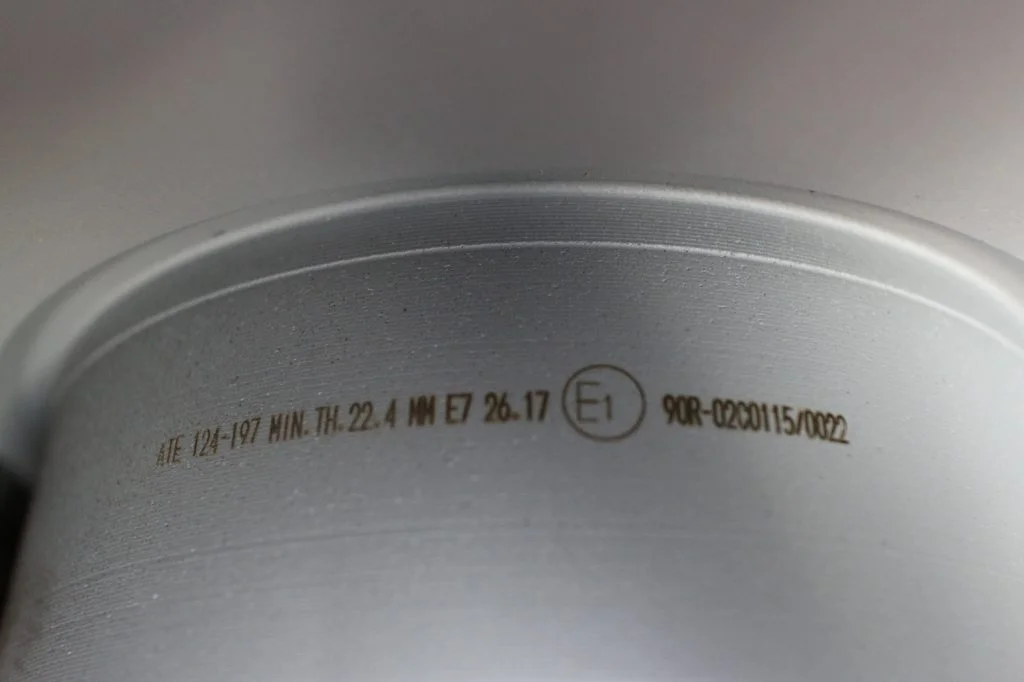 ATE 124-197 MIN. TH. 22.4 MM E7 26.17 E1 90R-02C0115/0022